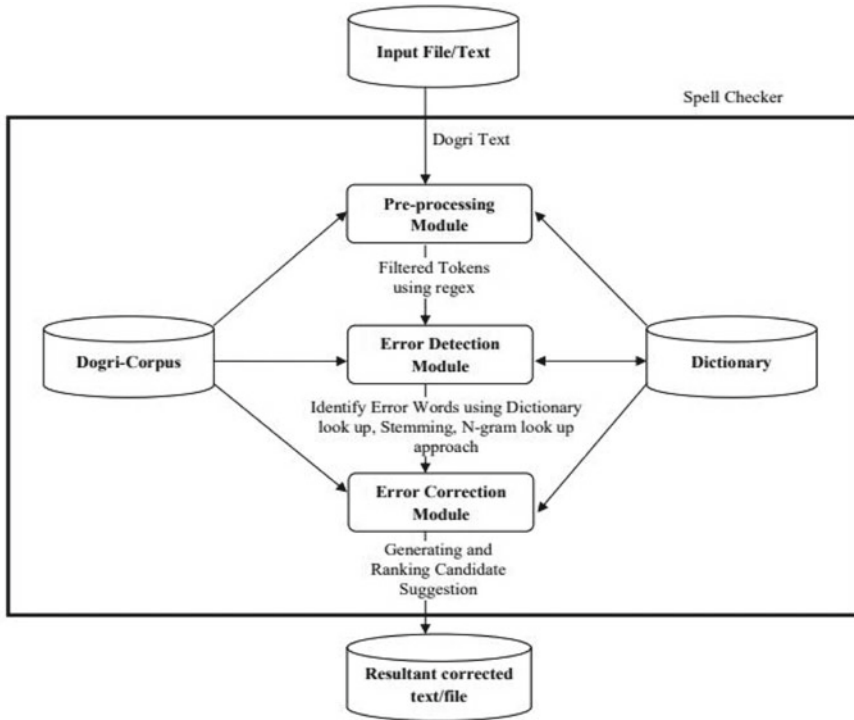 Input File/Text
Spell Checker
Dogri Text
Pre-processing
Module
Filtered Tokens
using regex
Dogri-Corpus
Error Detection
Module
Dictionary
Identify Error Words using Dictionary
look up, Stemming, N-gram look up
approach
Error Correction
Module
Generating and
Ranking Candidate
Suggestion
Resultant corrected
text/file